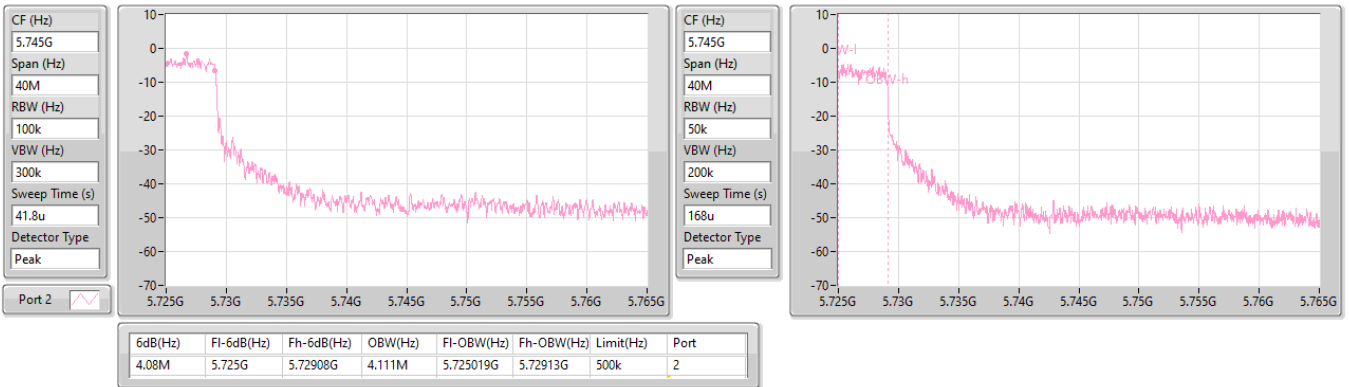 CF (Hz)
5.745G
Span (Hz)
40M
RBW (Hz)
100k
VBW (Hz)
300k
Sweep Time (s)
41.8u
Detector Type
Peak
Port 2
10
0
-10
-20
-30
-40
-50
-60
-70
5.725G 5.73G 5.735G 5.74G 5.745G 5.75G 5.755G 5.76G 5.765G
CF (Hz)
5.745G
Span (Hz)
40M
RBW (Hz)
50k
VBW (Hz)
200k
Sweep Time (s)
168u
Detector Type
Peak
10
0
-10
-20
-30
-40
-50
-60
-70
W-l
OBW-h
5.725G 5.73G 5.735G 5.74G 5.745G 5.75G 5.755G 5.76G 5.765G
6dB(Hz) Fl-6dB(Hz) Fh-6dB(Hz) OBW(Hz) Fl-OBW(Hz) Fh-OBW(Hz) Limit(Hz) Port
4.08M 5.725G 5.72908G 4.111M 5.725019G 5.72913G 500k 2